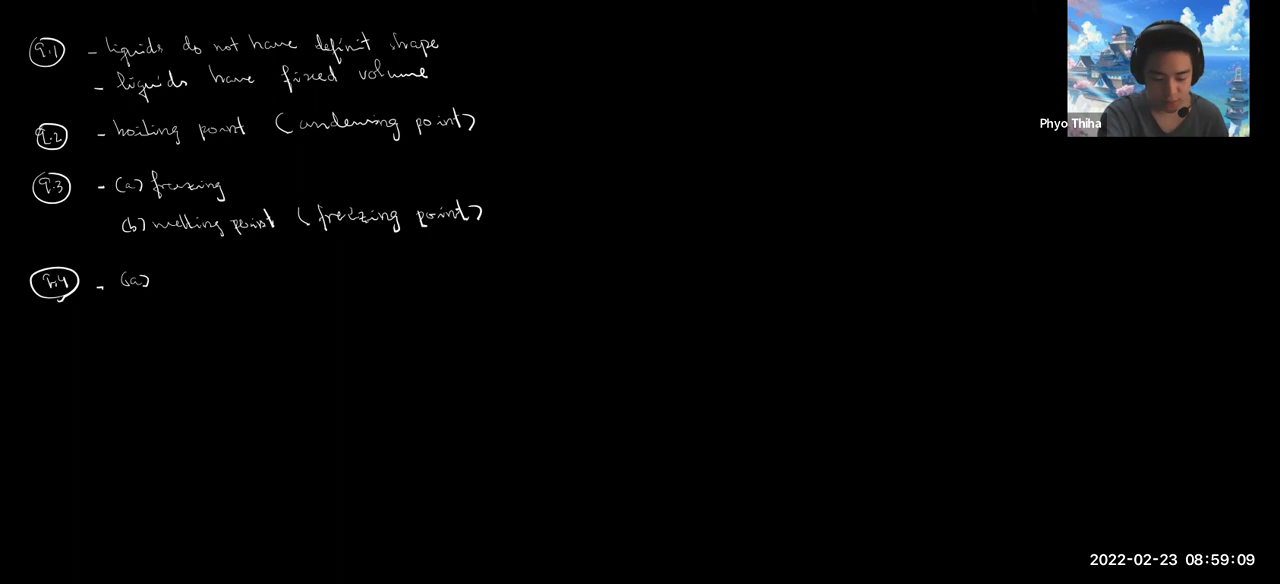 Q.1 - liquids do not have definit shape
- liquids have fixed volume
Q.2 - boiling point (condensing point)
Q.3 - (a) freezing
(b) melting point (freezing point)
Q.4 - (a)
Phyo Thiha
2022-02-23 08:59:09